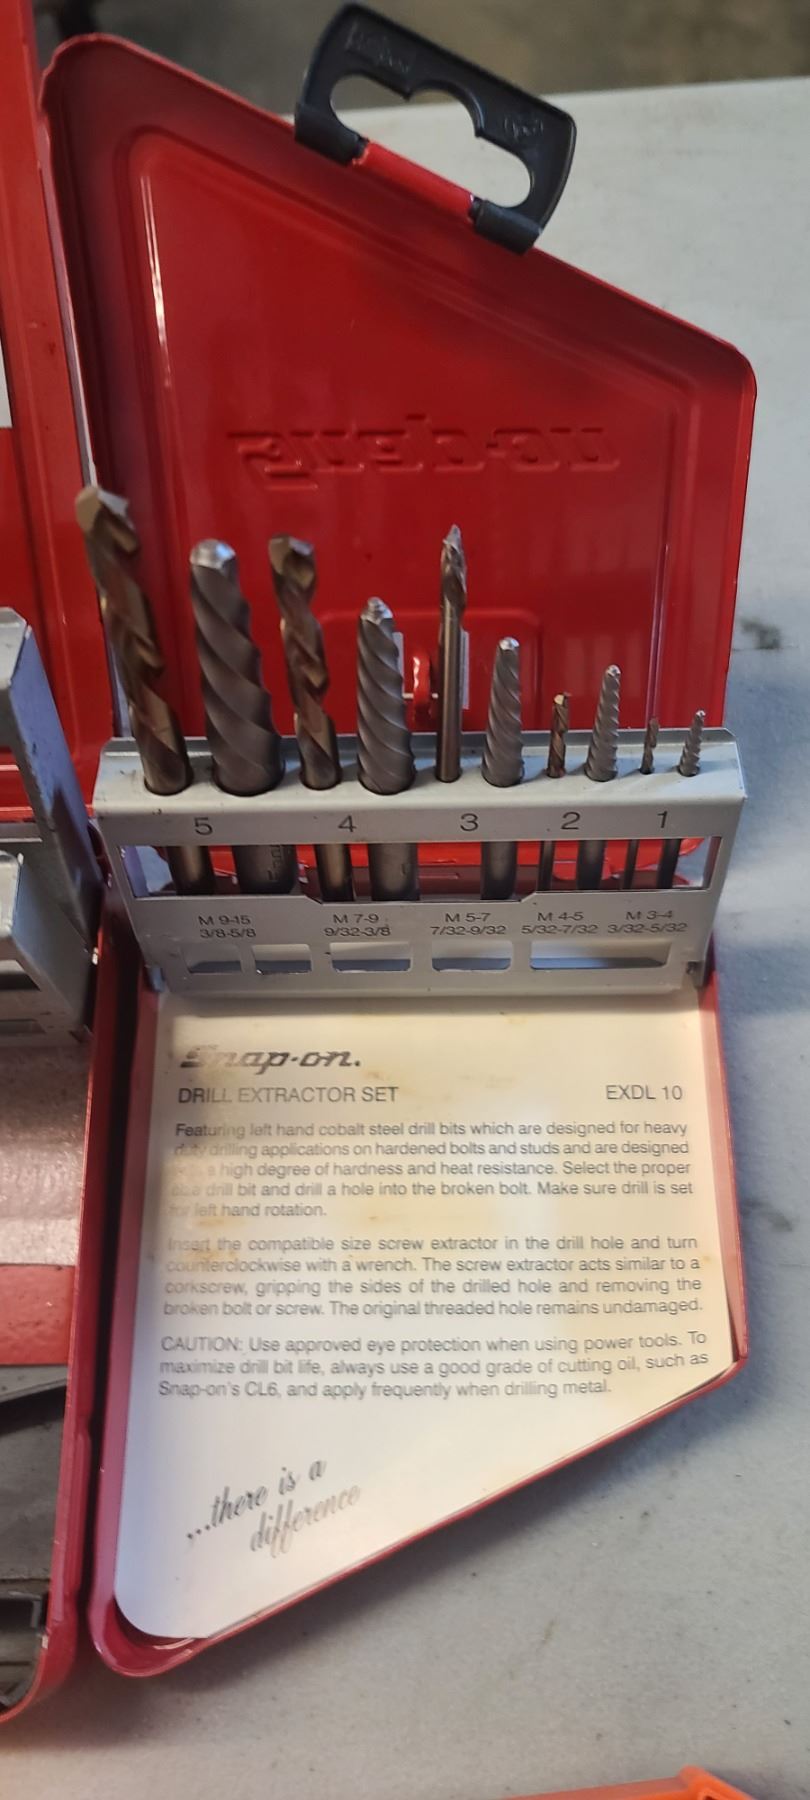 Snap-on
5 4 3 2 1
M 9-15 M 7-9 M 5-7 M 4-5 M 3-4
3/8-5/8 9/32-3/8 7/32-9/32 5/32-7/32 3/32-5/32
Snap-on.
DRILL EXTRACTOR SET EXDL 10
Featuring left hand cobalt steel drill bits which are designed for heavy
duty drilling applications on hardened bolts and studs and are designed
a high degree of hardness and heat resistance. Select the proper
size drill bit and drill a hole into the broken bolt. Make sure drill is set
for left hand rotation.
Insert the compatible size screw extractor in the drill hole and turn
counterclockwise with a wrench. The screw extractor acts similar to a
corkscrew, gripping the sides of the drilled hole and removing the
broken bolt or screw. The original threaded hole remains undamaged.
CAUTION: Use approved eye protection when using power tools. To
maximize drill bit life, always use a good grade of cutting oil, such as
Snap-on's CL6, and apply frequently when drilling metal.
...there is a
difference